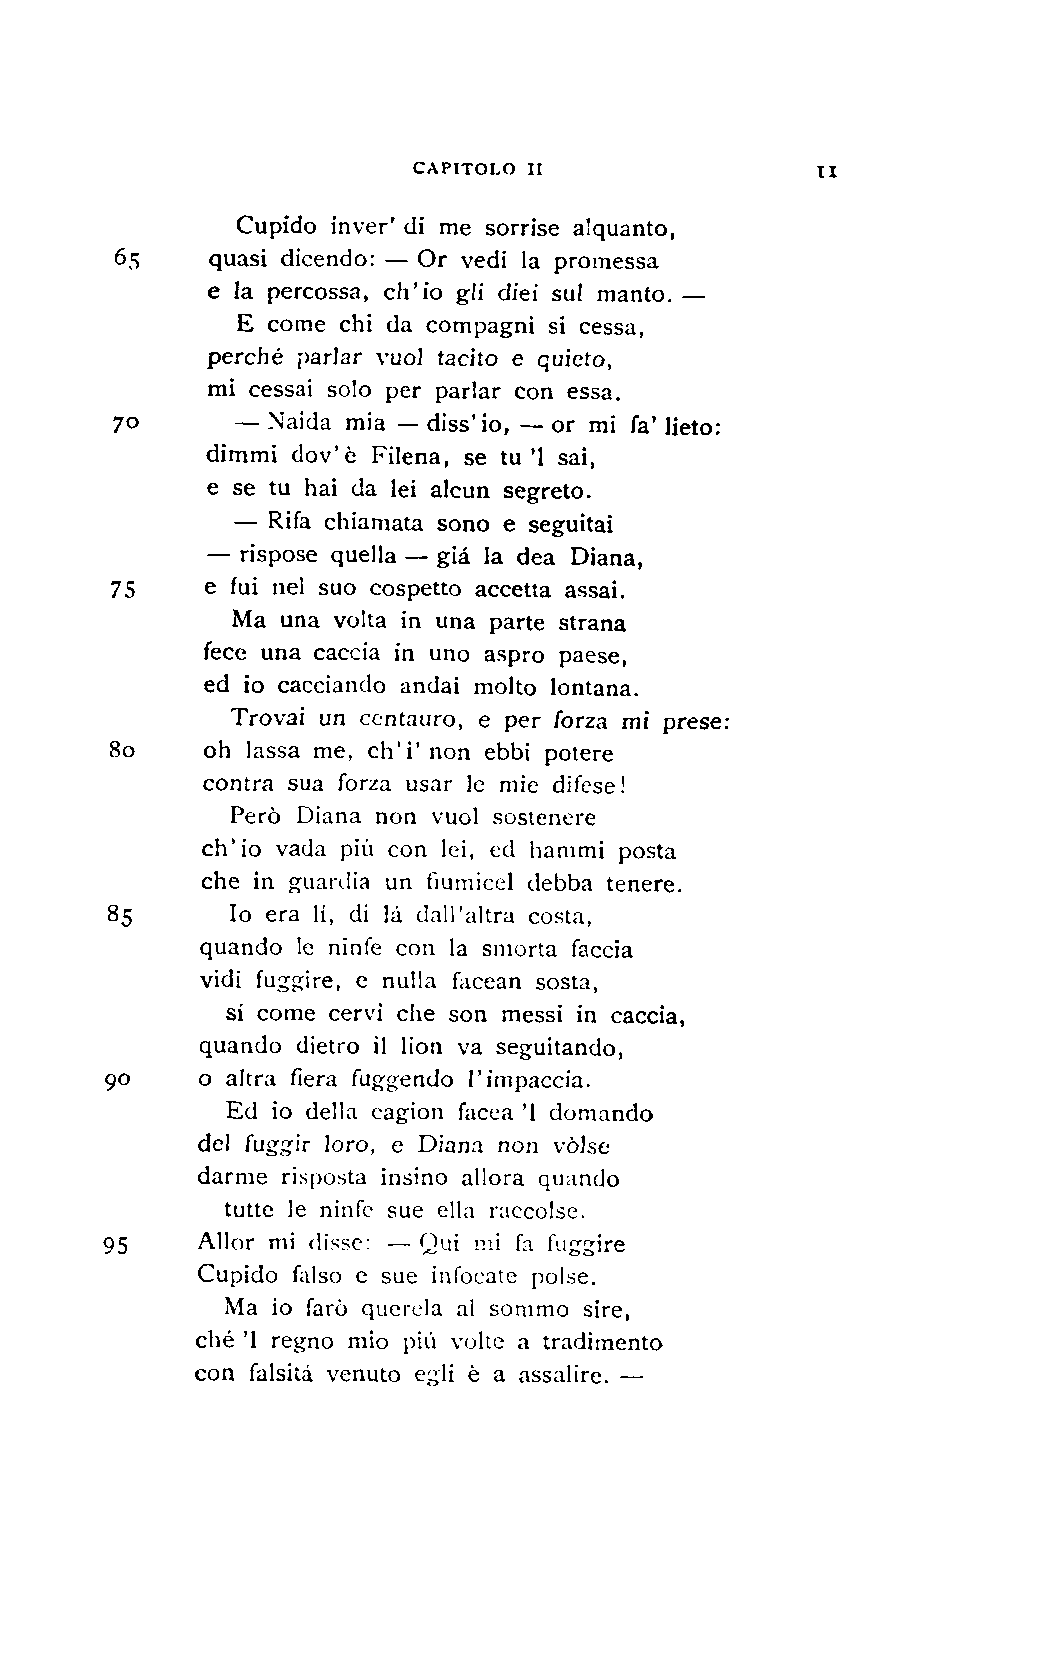 CAPITOLO II 11
Cupido inver' di me sorrise alquanto,
65 quasi dicendo: — Or vedi la promessa
e la percossa, ch'io gli diei sul manto. —
E come chi da compagni si cessa,
perché parlar vuol tacito e quieto,
mi cessai solo per parlar con essa.
70 — Naida mia — diss'io, — or mi fa' lieto:
dimmi dov'è Filena, se tu 'l sai,
e se tu hai da lei alcun segreto.
— Rifa chiamata sono e seguitai
— rispose quella — giá la dea Diana,
75 e fui nel suo cospetto accetta assai.
Ma una volta in una parte strana
fece una caccia in uno aspro paese,
ed io cacciando andai molto lontana.
Trovai un centauro, e per forza mi prese:
80 oh lassa me, ch'i' non ebbi potere
contra sua forza usar le mie difese!
Però Diana non vuol sostenere
ch'io vada piú con lei, ed hammi posta
che in guardia un fiumicel debba tenere.
85 Io era lí, di lá dall'altra costa,
quando le ninfe con la smorta faccia
vidi fuggire, e nulla facean sosta,
sí come cervi che son messi in caccia,
quando dietro il lion va seguitando,
90 o altra fiera fuggendo l'impaccia.
Ed io della cagion facea 'l domando
del fuggir loro, e Diana non vòlse
darme risposta insino allora quando
tutte le ninfe sue ella raccolse.
95 Allor mi disse: — Qui mi fa fuggire
Cupido falso e sue infocate polse.
Ma io farò querela al sommo sire,
ché 'l regno mio piú volte a tradimento
con falsitá venuto egli è a assalire. —